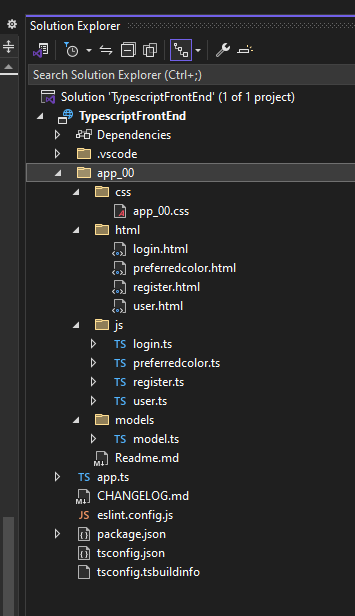 Solution Explorer
Search Solution Explorer (Ctrl+;)
Solution 'TypescriptFrontEnd' (1 of 1 project)
TypescriptFrontEnd
Dependencies
.vscode
app_00
css
app_00.css
html
login.html
preferredcolor.html
register.html
user.html
js
TS login.ts
TS preferredcolor.ts
TS register.ts
TS user.ts
models
TS model.ts
M↓ Readme.md
TS app.ts
M↓ CHANGELOG.md
JS eslint.config.js
package.json
tsconfig.json
tsconfig.tsbuildinfo